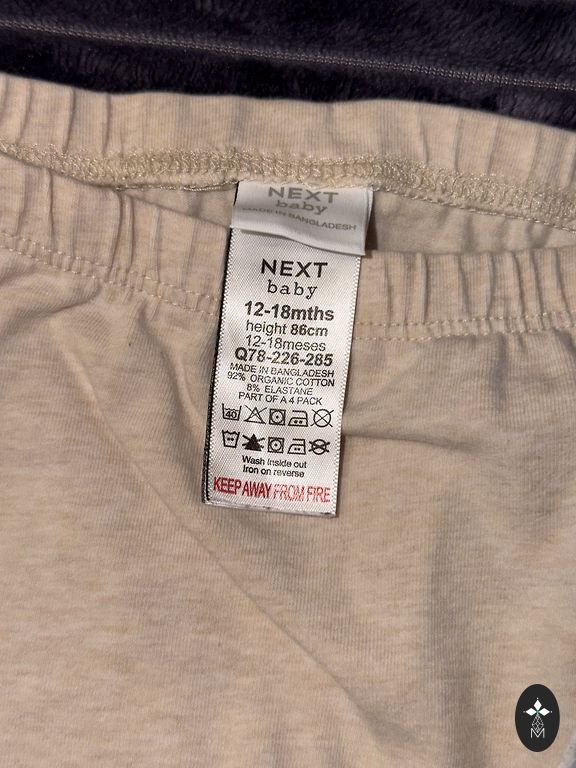 NEXT
baby
MADE IN BANGLADESH
NEXT
baby
12-18mths
height 86cm
12-18meses
Q78-226-285
MADE IN BANGLADESH
92% ORGANIC COTTON
8% ELASTANE
PART OF A 4 PACK
40
Wash inside out
Iron on reverse
KEEP AWAY FROM FIRE
M